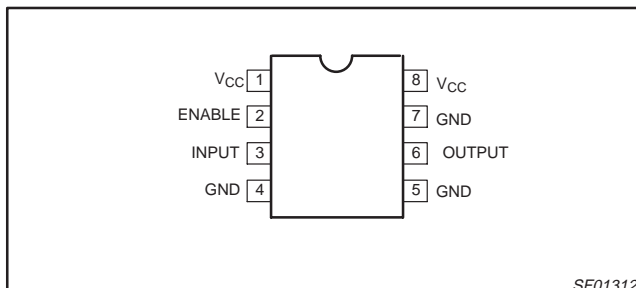 VCC 1 8 VCC
ENABLE 2 7 GND
INPUT 3 6 OUTPUT
GND 4 5 GND
SF01312